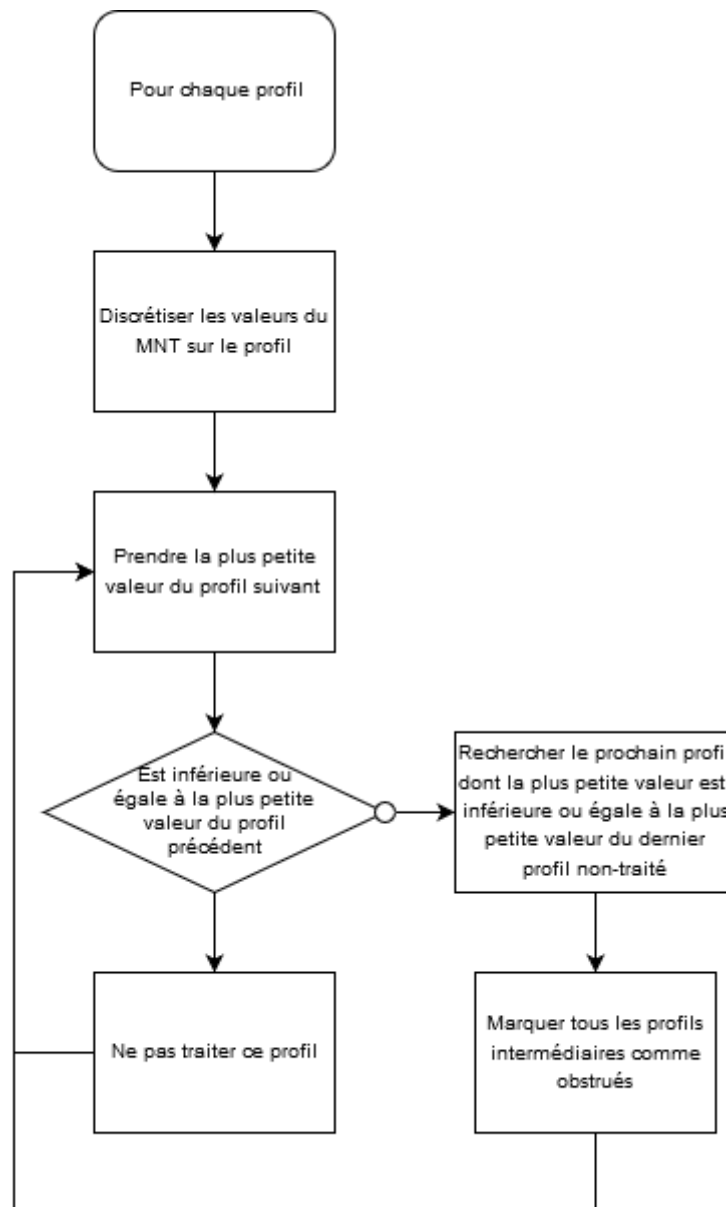 Pour chaque profil
Discrétiser les valeurs du
MNT sur le profil
Prendre la plus petite
valeur du profil suivant
Est inférieure ou
égale à la plus petite
valeur du profil
précédent
Rechercher le prochain profi
dont la plus petite valeur est
inférieure ou égale à la plus
petite valeur du dernier
profil non-traité
Ne pas traiter ce profil
Marquer tous les profils
intermédiaires comme
obstrués